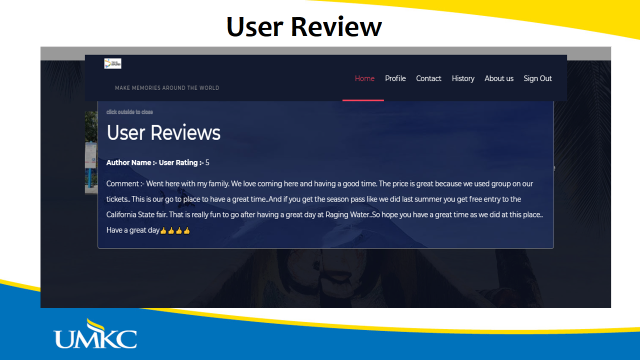 User Review
Home Profile Contact History About us Sign Out
MAKE MEMORIES AROUND THE WORLD
click outside to close
User Reviews
Author Name :- User Rating :- 5
Comment :- Went here with my family. We love coming here and having a good time. The price is great because we used group on our
tickets.. This is our go to place to have a great time..And if you get the season pass like we did last summer you get free entry to the
California State fair. That is really fun to go after having a great day at Raging Water..So hope you have a great time as we did at this place..
Have a great day👍👍👍👍
UMKC